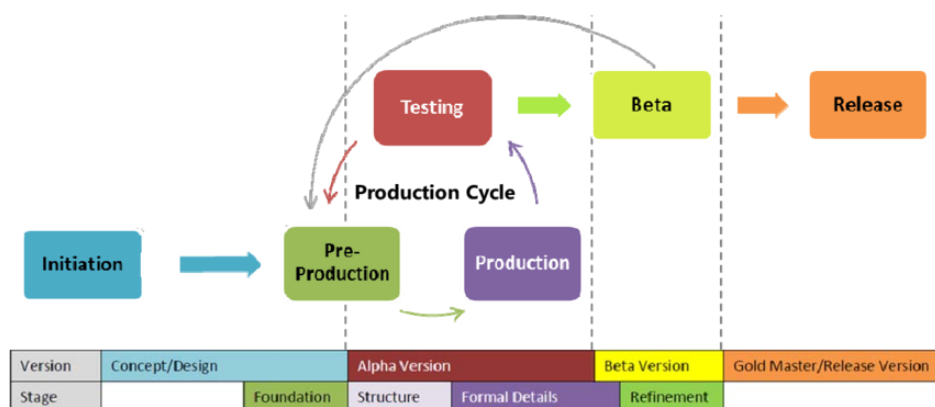 Testing
Beta
Release
Production Cycle
Initiation
Pre-
Production
Production
Version Concept/Design Alpha Version Beta Version Gold Master/Release Version
Stage Foundation Structure Formal Details Refinement